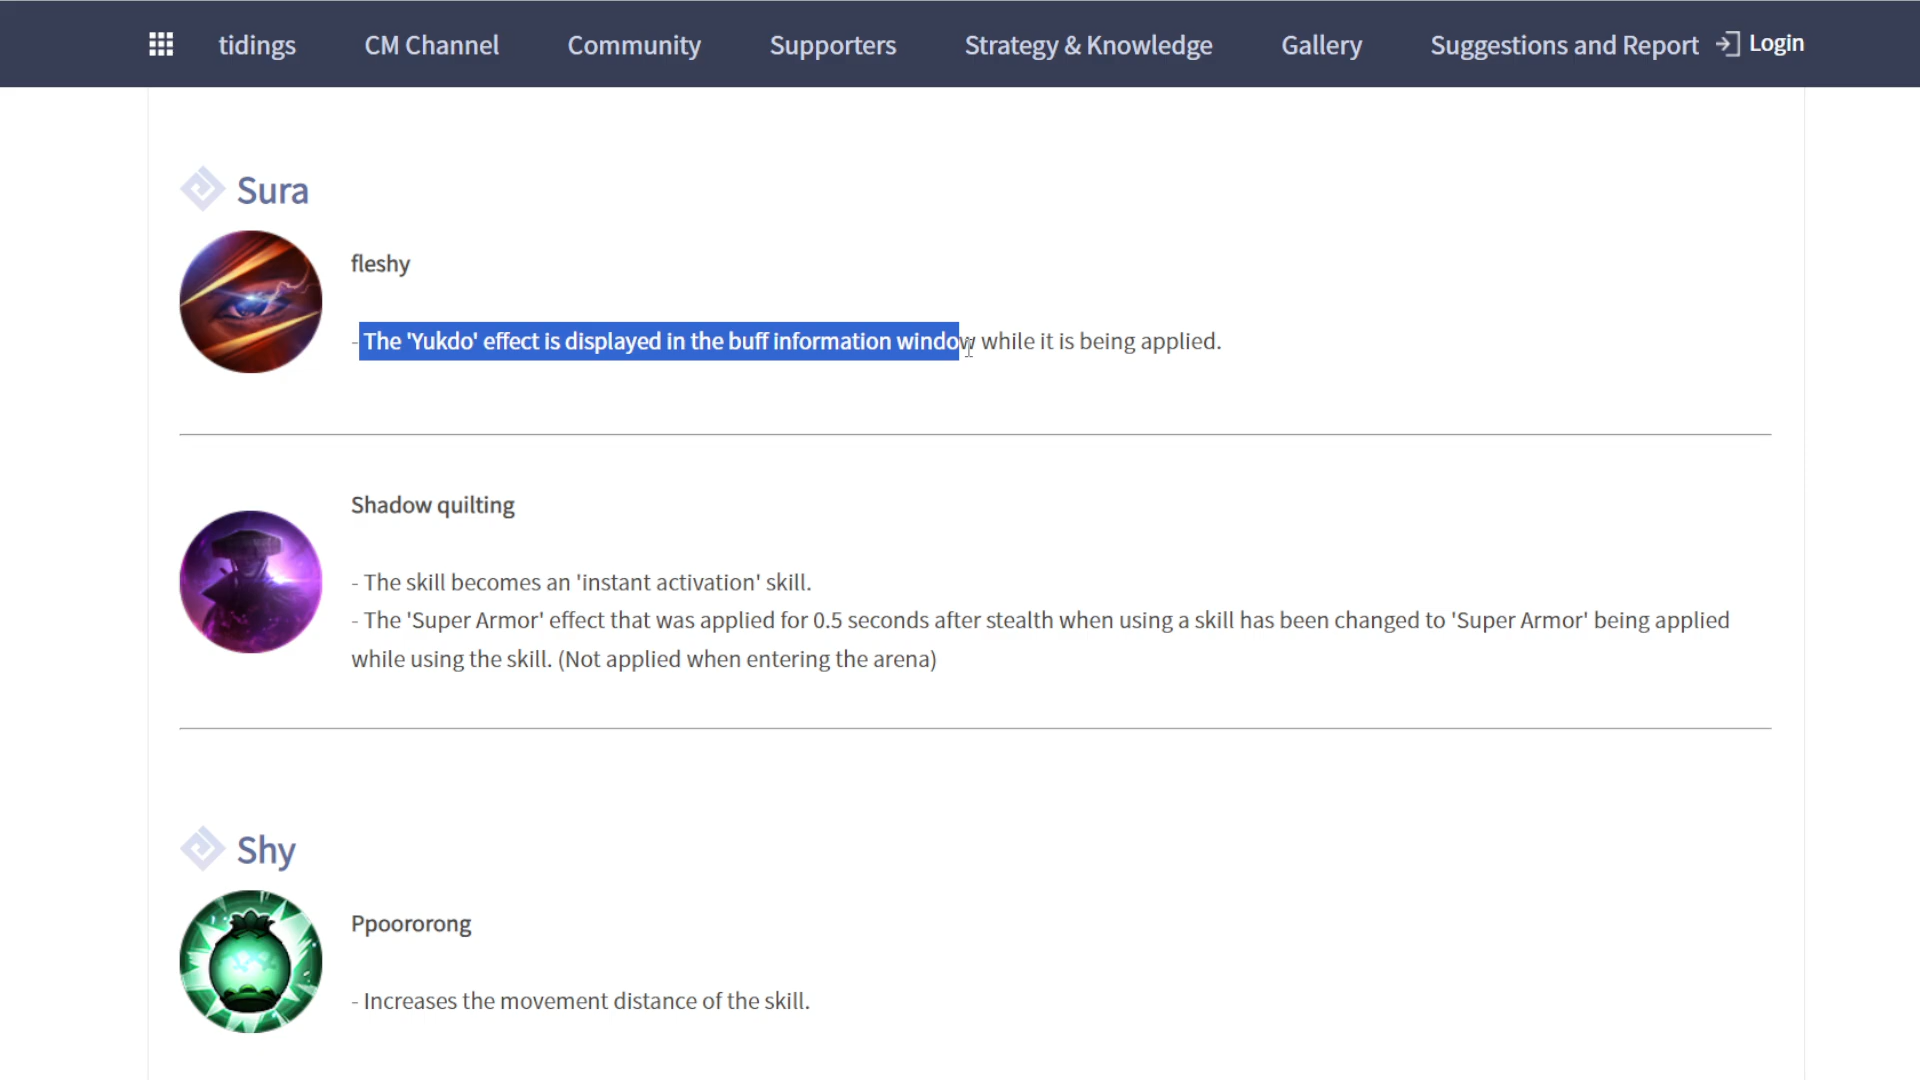 tidings CM Channel Community Supporters Strategy & Knowledge Gallery Suggestions and Report Login
Sura
fleshy
- The 'Yukdo' effect is displayed in the buff information window while it is being applied.
Shadow quilting
- The skill becomes an 'instant activation' skill.
- The 'Super Armor' effect that was applied for 0.5 seconds after stealth when using a skill has been changed to 'Super Armor' being applied
while using the skill. (Not applied when entering the arena)
Shy
Ppoororong
- Increases the movement distance of the skill.